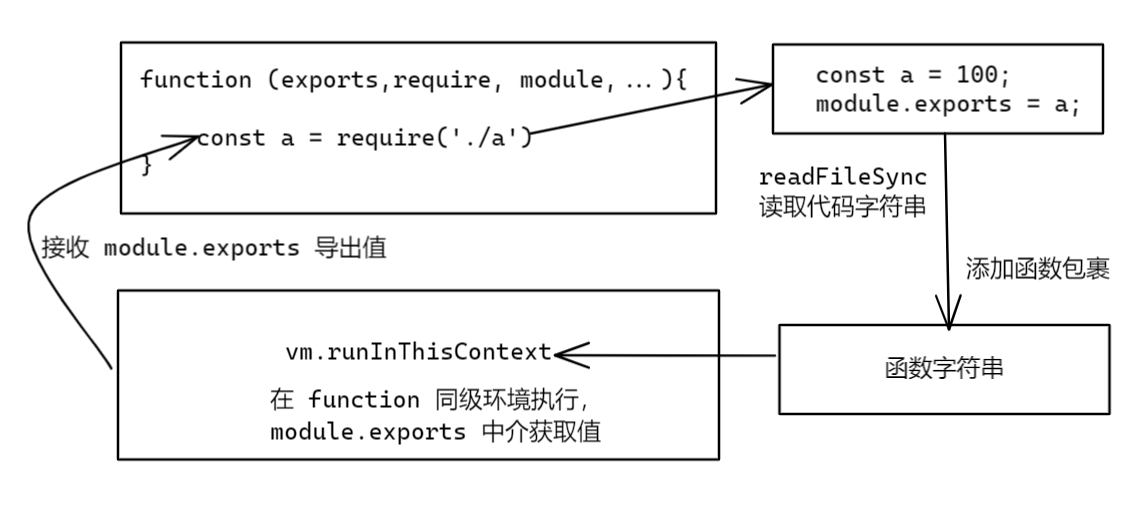 function (exports,require, module, ... ){
const a = require('./a')
}
const a = 100;
module.exports = a;
readFileSync
读取代码字符串
添加函数包裹
函数字符串
vm.runInThisContext
在 function 同级环境执行,
module.exports 中介获取值
接收 module.exports 导出值